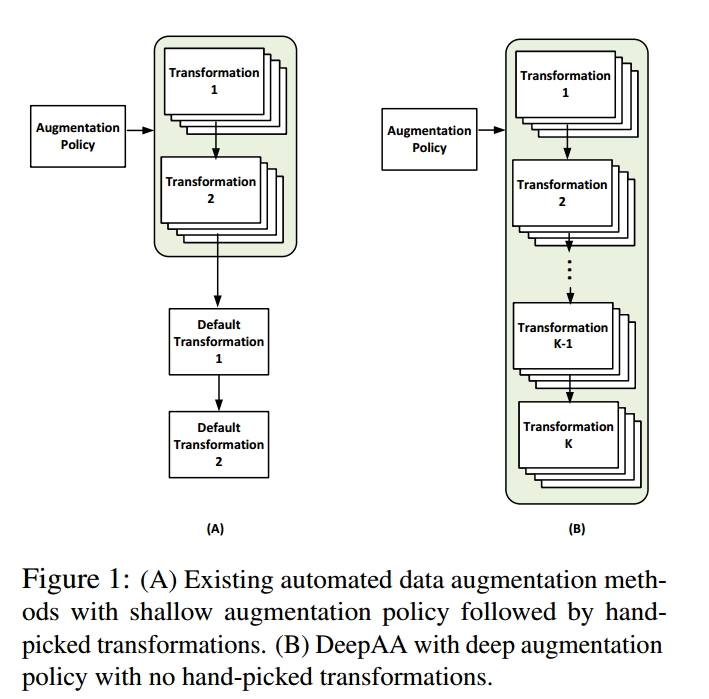 Augmentation
Policy
Transformation
1
Transformation
2
Default
Transformation
1
Default
Transformation
2
(A)
Augmentation
Policy
Transformation
1
Transformation
2
Transformation
K-1
Transformation
K
(B)
Figure 1: (A) Existing automated data augmentation meth-
ods with shallow augmentation policy followed by hand-
picked transformations. (B) DeepAA with deep augmentation
policy with no hand-picked transformations.